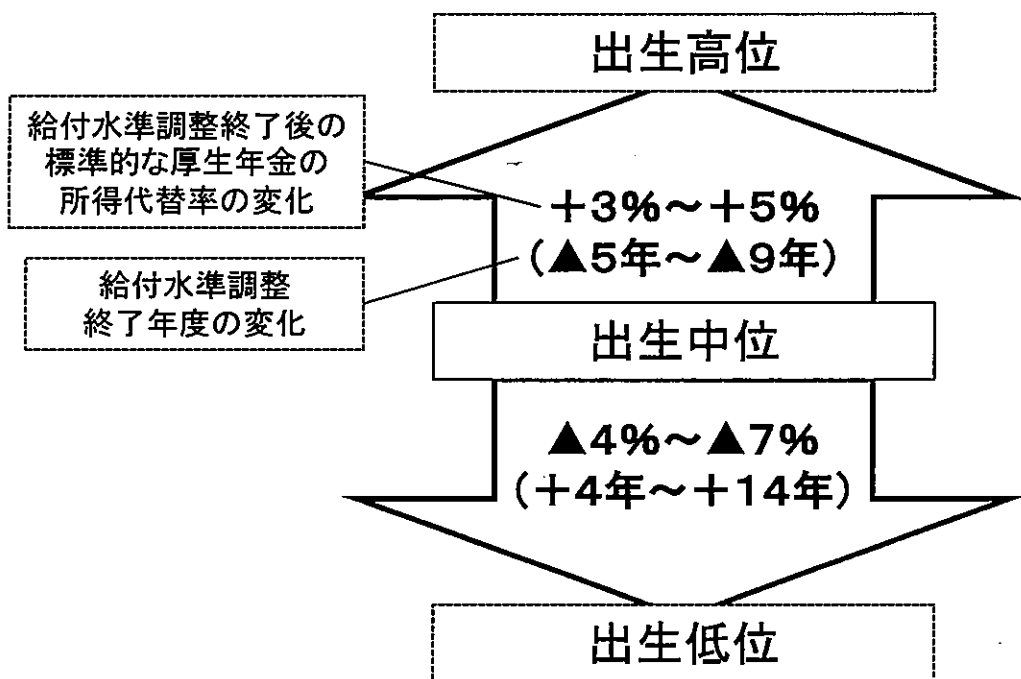 出生高位
給付水準調整終了後の
標準的な厚生年金の
所得代替率の変化
＋3%～＋5%
(▲5年～▲9年)
給付水準調整
終了年度の変化
出生中位
▲4%～▲7%
(＋4年～＋14年)
出生低位